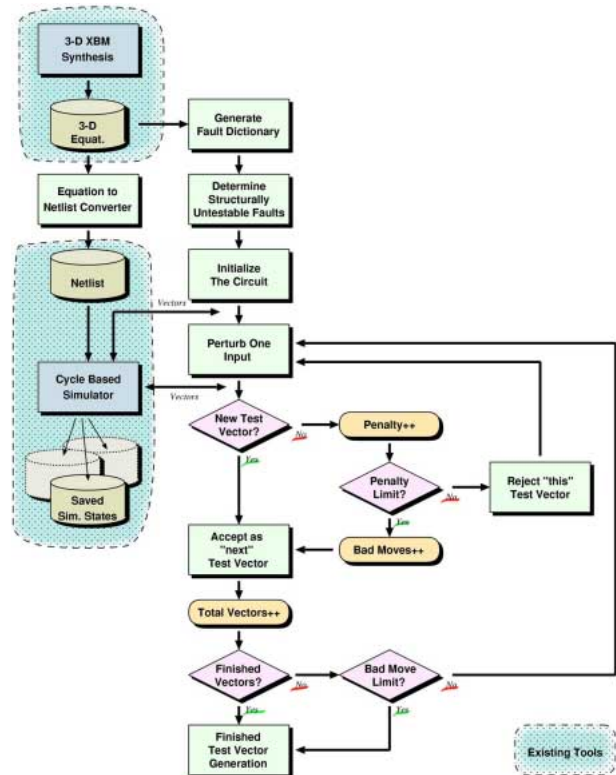 3-D XBM
Synthesis
3-D
Equat.
Generate
Fault Dictionary
Equation to
Netlist Converter
Determine
Structurally
Untestable Faults
Netlist
Initialize
The Circuit
Vectors
Perturb One
Input
Cycle Based
Simulator
Vectors
New Test
Vector?
No
Yes
Penalty++
Penalty
Limit?
No
Yes
Reject "this"
Test Vector
Saved
Sim. States
Accept as
"next"
Test Vector
Bad Moves++
Total Vectors++
Finished
Vectors?
No
Yes
Bad Move
Limit?
No
Yes
Finished
Test Vector
Generation
Existing Tools